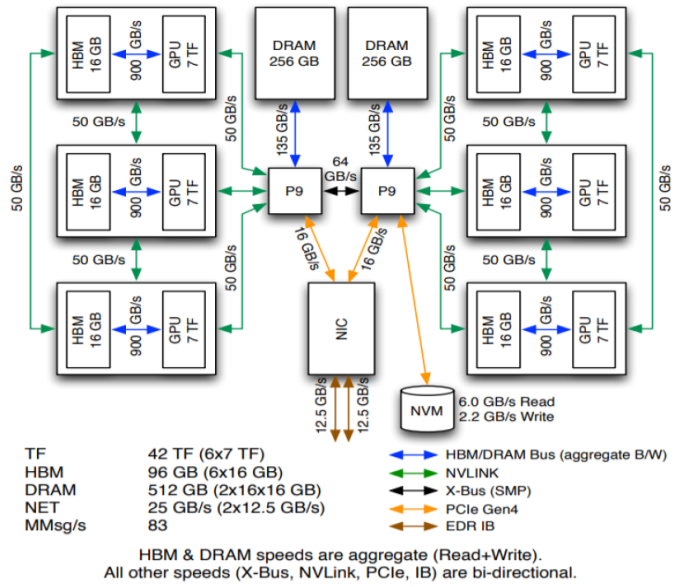 HBM
16 GB
900
GB/s
GPU
7 TF
DRAM
256 GB
DRAM
256 GB
HBM
16 GB
900
GB/s
GPU
7 TF
50 GB/s
50 GB/s
135 GB/s
64
GB/s
135 GB/s
50 GB/s
50 GB/s
50 GB/s
HBM
16 GB
900
GB/s
GPU
7 TF
P9
P9
HBM
16 GB
900
GB/s
GPU
7 TF
50 GB/s
50 GB/s
50 GB/s
16 GB/s
16 GB/s
50 GB/s
50 GB/s
HBM
16 GB
900
GB/s
GPU
7 TF
NIC
HBM
16 GB
900
GB/s
GPU
7 TF
12.5 GB/s
12.5 GB/s
NVM
6.0 GB/s Read
2.2 GB/s Write
TF 42 TF (6x7 TF)
HBM 96 GB (6x16 GB)
DRAM 512 GB (2x16x16 GB)
NET 25 GB/s (2x12.5 GB/s)
MMsg/s 83
HBM/DRAM Bus (aggregate B/W)
NVLINK
X-Bus (SMP)
PCIe Gen4
EDR IB
HBM & DRAM speeds are aggregate (Read+Write).
All other speeds (X-Bus, NVLink, PCIe, IB) are bi-directional.